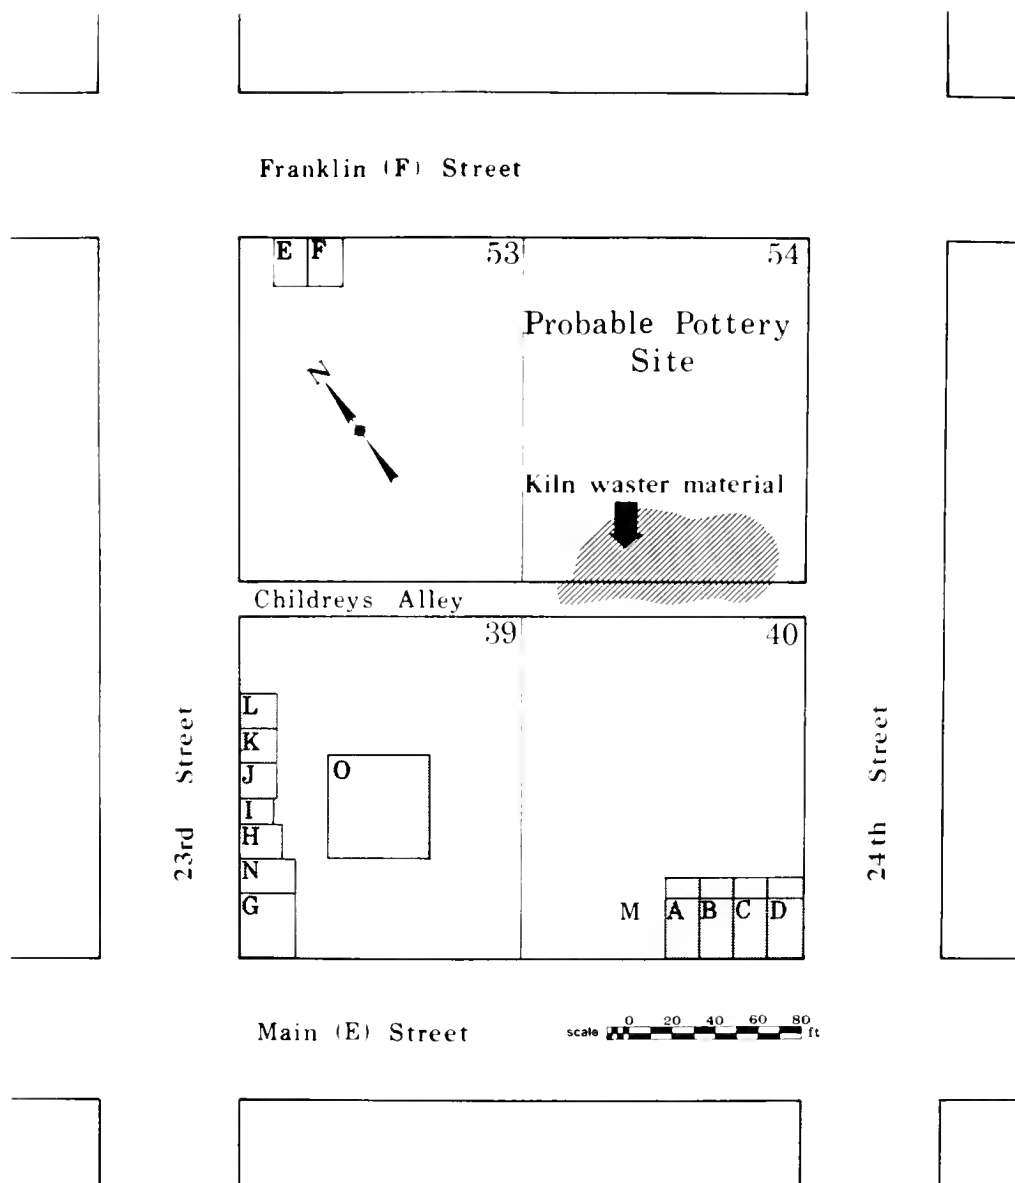 Franklin (F) Street
E F 53 54
Probable Pottery
Site
N
Kiln waster material
Childreys Alley
39 40
L
K
J
I
H
N
G
O
23rd Street
24th Street
M A B C D
Main (E) Street
scale 0 20 40 60 80 ft